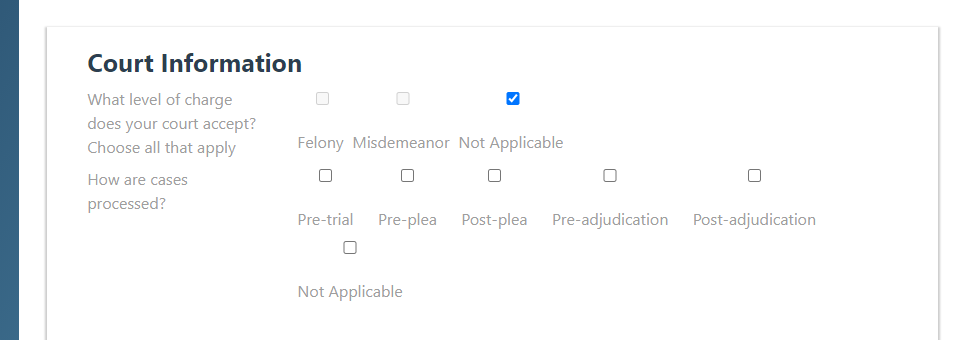 Court Information
What level of charge
does your court accept?
Choose all that apply
Felony Misdemeanor Not Applicable
How are cases
processed?
Pre-trial Pre-plea Post-plea Pre-adjudication Post-adjudication
Not Applicable